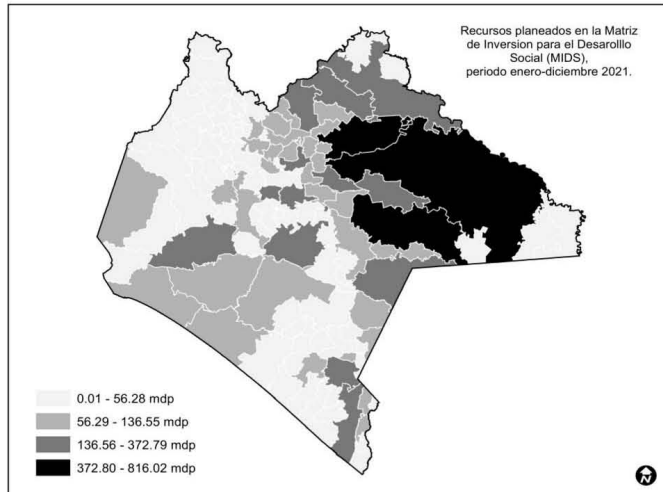 Recursos planeados en la Matriz
de Inversion para el Desarolllo
Social (MIDS),
periodo enero-diciembre 2021.
0.01 - 56.28 mdp
56.29 - 136.55 mdp
136.56 - 372.79 mdp
372.80 - 816.02 mdp
N